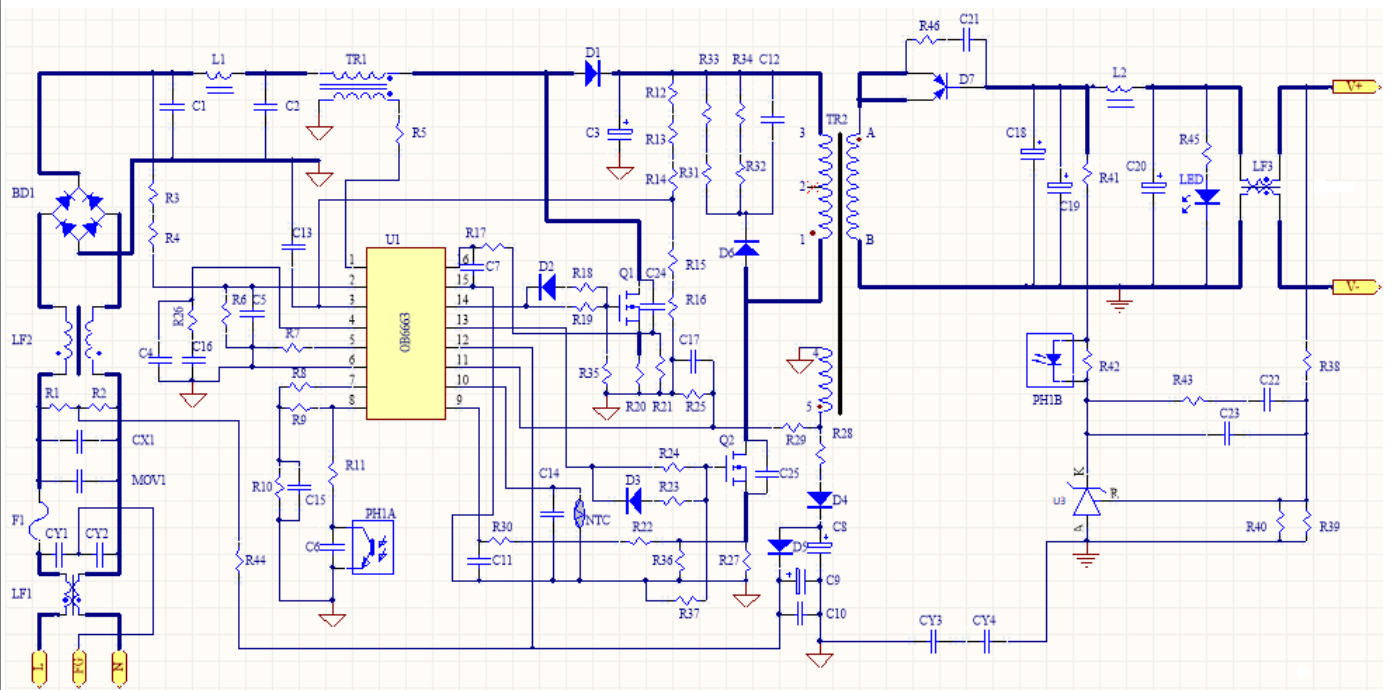 R46 C21
L1 TR1 D1 R33 R34 C12 D7 L2
V+
C1 C2 R5 C3 R12 TR2
R13 3 A C18 R45
BD1 R3 R14 R31 R32 2 R41 C20 LED LF3
C19
R4 C13 R17 1 B
U1 D6
1 16 C7 R15
2 15 D2 R18 Q1 C24 V-
R26 R6 C5 3 14 R19 R16
4 13
LF2 R7 OB6663
C4 C16 5 12 C17 4 PH1B R42 R38
6 11
R8 7 10 R35 R43 C22
R1 R2 R9 8 9 R20 R21 R25 5 C23
CX1 R29 R28
Q2
MOV1 R11 R24 C25 K
R10 C15 C14 D3 R23 D4 U3 R
F1 PH1A NTC A R40 R39
CY1 CY2 C6 R30 R22 D5 C8
R44 C11 R36 R27 C9
LF1 R37 C10
CY3 CY4
L FG N